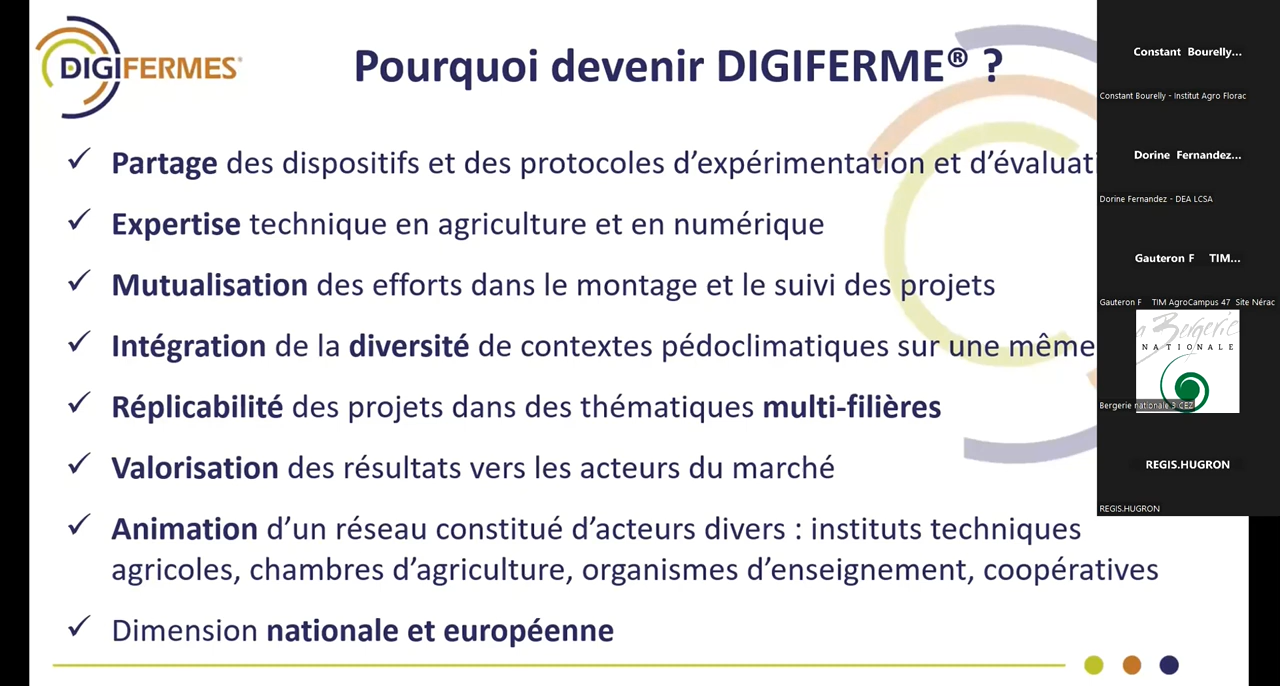 DIGIFERMES®
Pourquoi devenir DIGIFERME® ?
✓ Partage des dispositifs et des protocoles d’expérimentation et d’évaluati
✓ Expertise technique en agriculture et en numérique
✓ Mutualisation des efforts dans le montage et le suivi des projets
✓ Intégration de la diversité de contextes pédoclimatiques sur une même
✓ Réplicabilité des projets dans des thématiques multi-filières
✓ Valorisation des résultats vers les acteurs du marché
✓ Animation d’un réseau constitué d’acteurs divers : instituts techniques
agricoles, chambres d’agriculture, organismes d’enseignement, coopératives
✓ Dimension nationale et européenne
Constant Bourelly...
Constant Bourelly - Institut Agro Florac
Dorine Fernandez...
Dorine Fernandez - DEA LCSA
Gauteron F TIM...
Gauteron F TIM AgroCampus 47 Site Nérac
Bergerie
NATIONALE
Bergerie nationale 3 CEZ
REGIS.HUGRON
REGIS.HUGRON